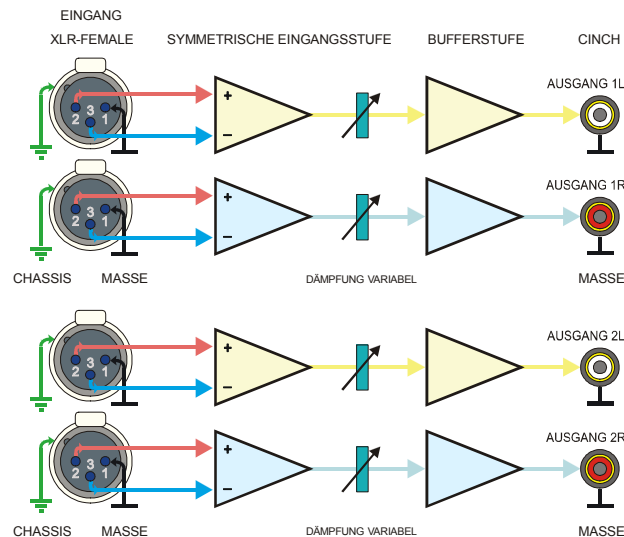 EINGANG
XLR-FEMALE SYMMETRISCHE EINGANGSSTUFE BUFFERSTUFE CINCH
AUSGANG 1L
2 3 1 + −
AUSGANG 1R
2 3 1 + −
CHASSIS MASSE DÄMPFUNG VARIABEL MASSE
AUSGANG 2L
2 3 1 + −
AUSGANG 2R
2 3 1 + −
CHASSIS MASSE DÄMPFUNG VARIABEL MASSE